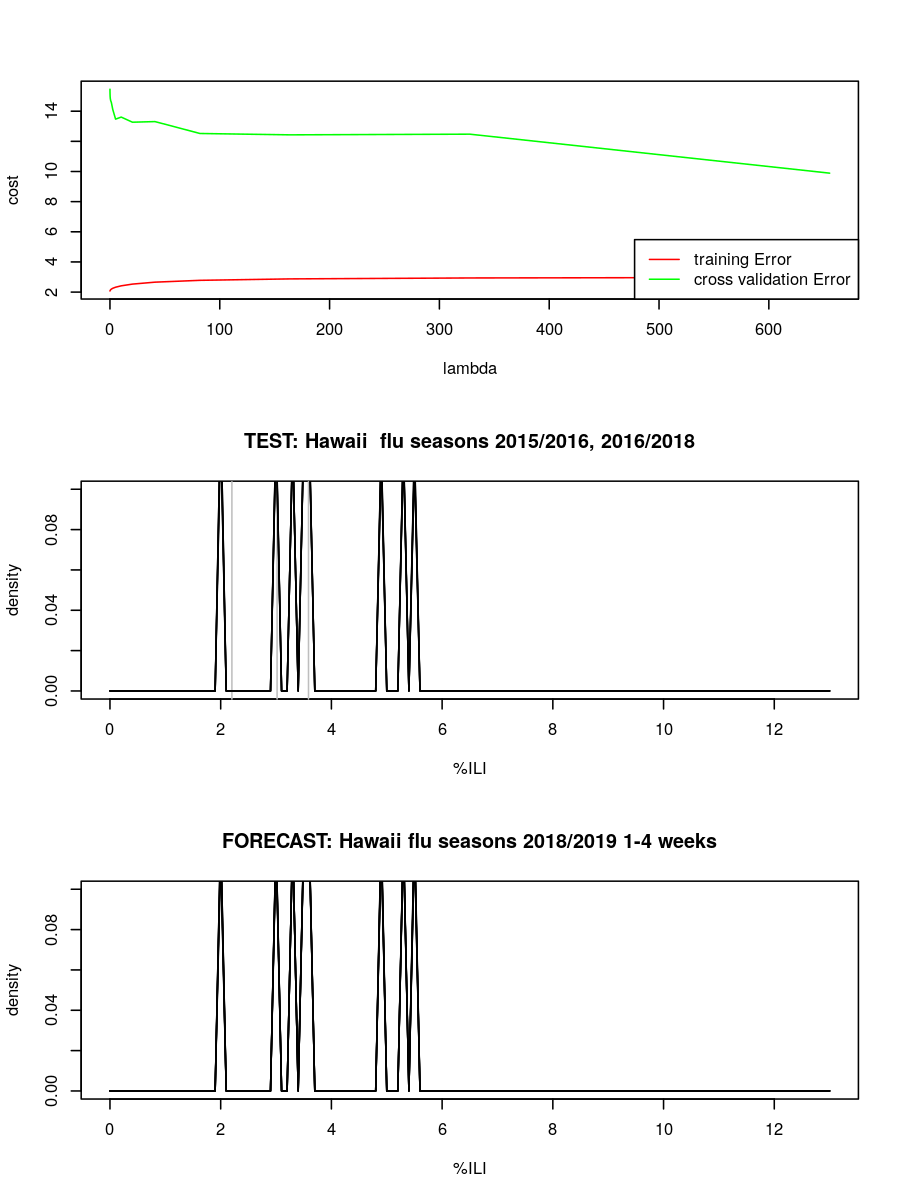 14
10
8
6
4
2
cost
training Error
cross validation Error
0 100 200 300 400 500 600
lambda
TEST: Hawaii  flu seasons 2015/2016, 2016/2018
0.08
0.04
0.00
density
0 2 4 6 8 10 12
%ILI
FORECAST: Hawaii flu seasons 2018/2019 1-4 weeks
0.08
0.04
0.00
density
0 2 4 6 8 10 12
%ILI